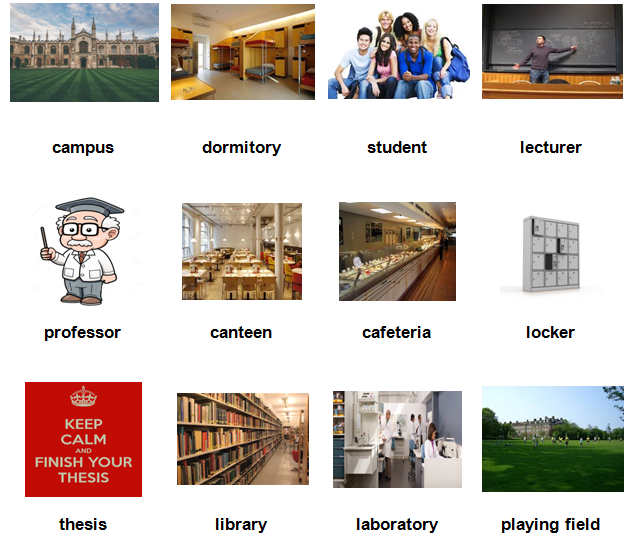 campus
dormitory
student
lecturer
professor
canteen
cafeteria
locker
KEEP
CALM
AND
FINISH YOUR
THESIS
thesis
library
laboratory
playing field